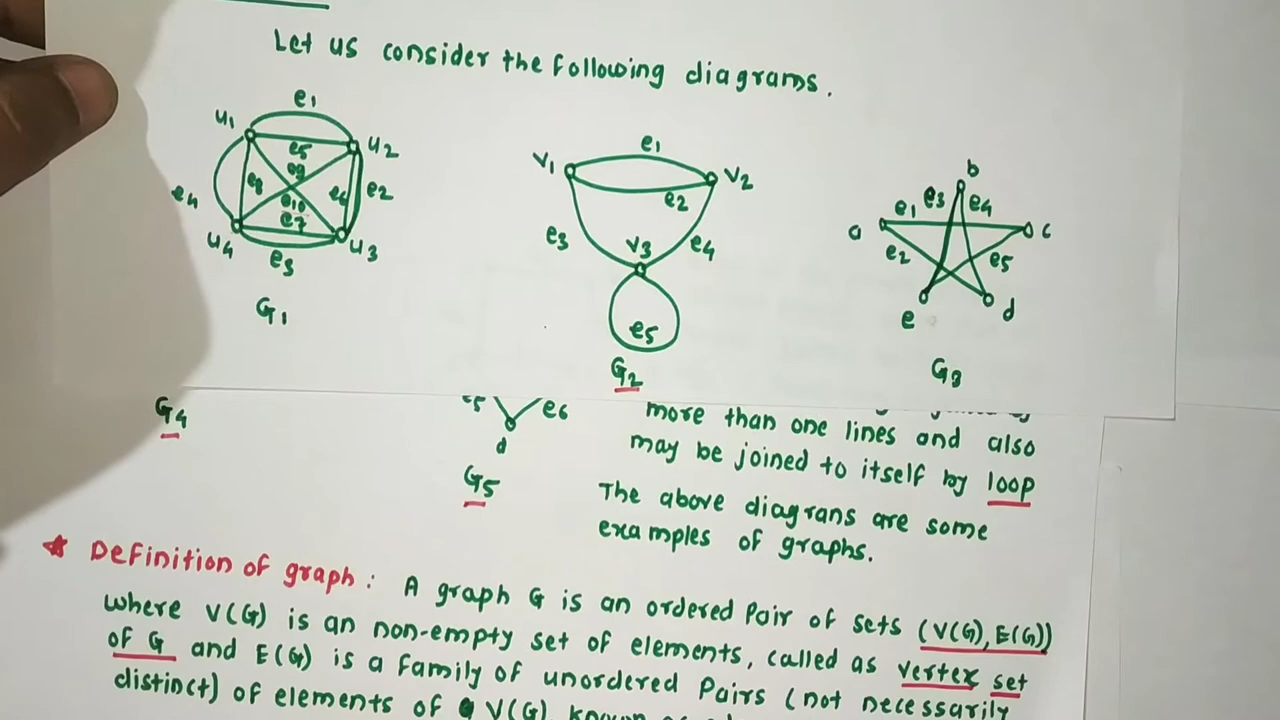 Let us consider the following diagrams.
e1
u1 u2
e5
e9
e4 e8 e6 e2
e10
e7
u4 u3
e3
G1
e1
v1 v2
e2
e3 v3 e4
e5
G2
b
e1 e3 e4
a c
e2 e5
e d
G3
G4
e5 e6
d
G5
more than one lines and also
may be joined to itself by loop
The above diagrans are some
examples of graphs.
* Definition of graph: A graph G is an ordered Pair of sets (V(G), E(G))
where V(G) is an non-empty set of elements, called as vertex set
of G and E(G) is a family of unordered Pairs (not necessarily
distinct) of elements of V(G)